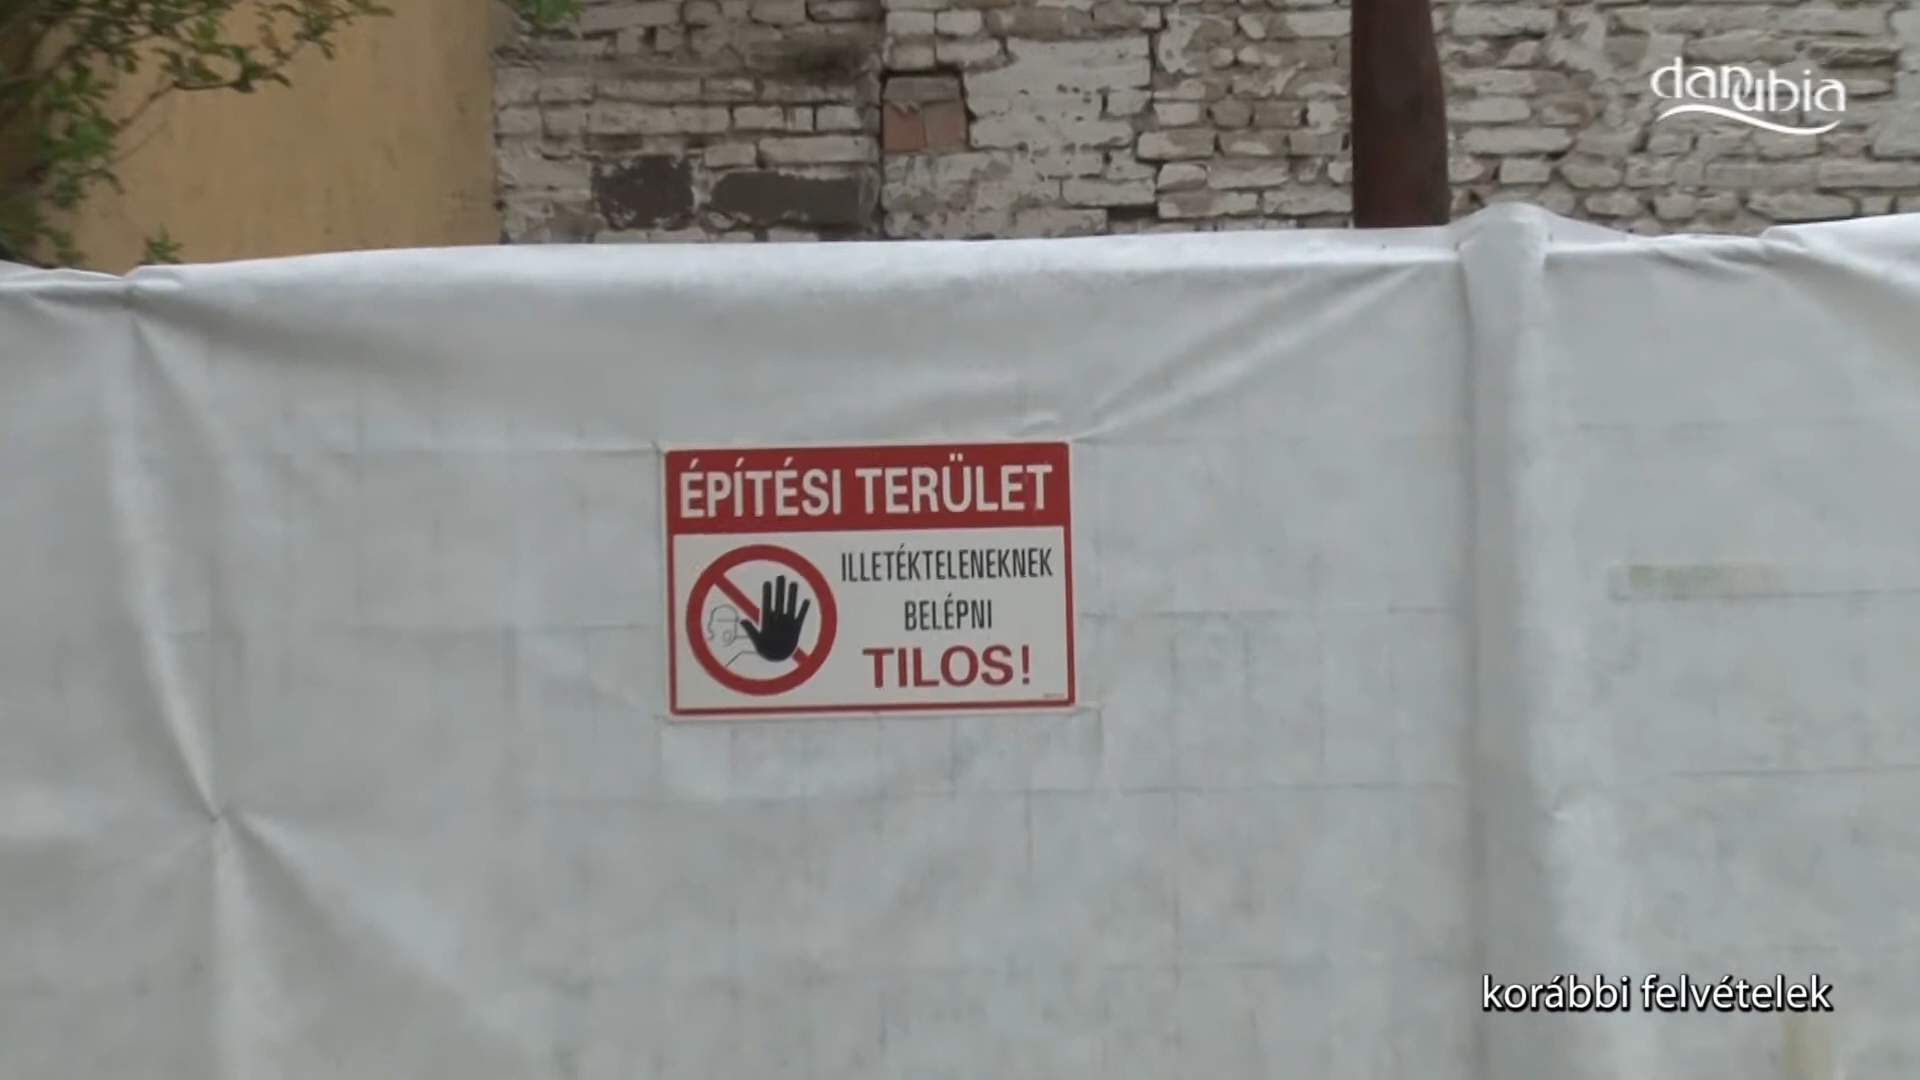 danubia
ÉPÍTÉSI TERÜLET
ILLETÉKTELENEKNEK
BELÉPNI
TILOS!
korábbi felvételek